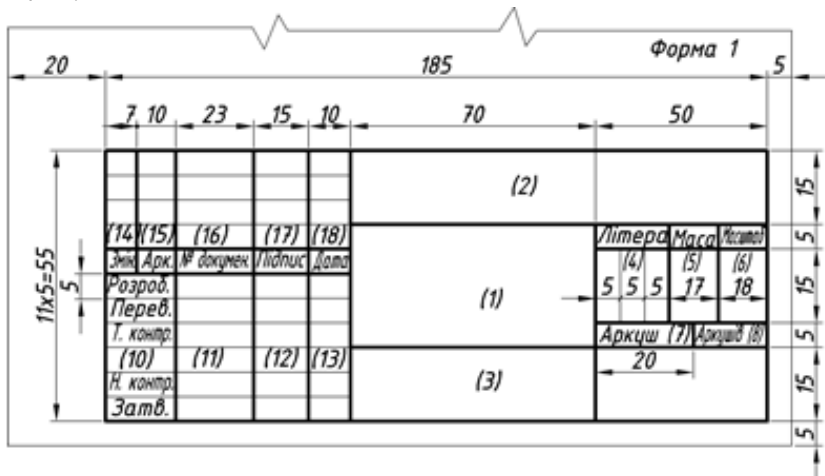 Форма 1
20 185 5
7 10 23 15 10 70 50
(2) 15
(14) (15) (16) (17) (18) Літера Маса Масштаб 5
Змін. Арк. № докумен. Підпис Дата (4) (5) (6)
11х5=55 5 Розроб. (1) 5 5 5 17 18 15
Перев.
Т. контр. Аркуш (7) Аркушів (8) 5
(10) (11) (12) (13) 20
Н. контр. (3) 15
Затв.
5